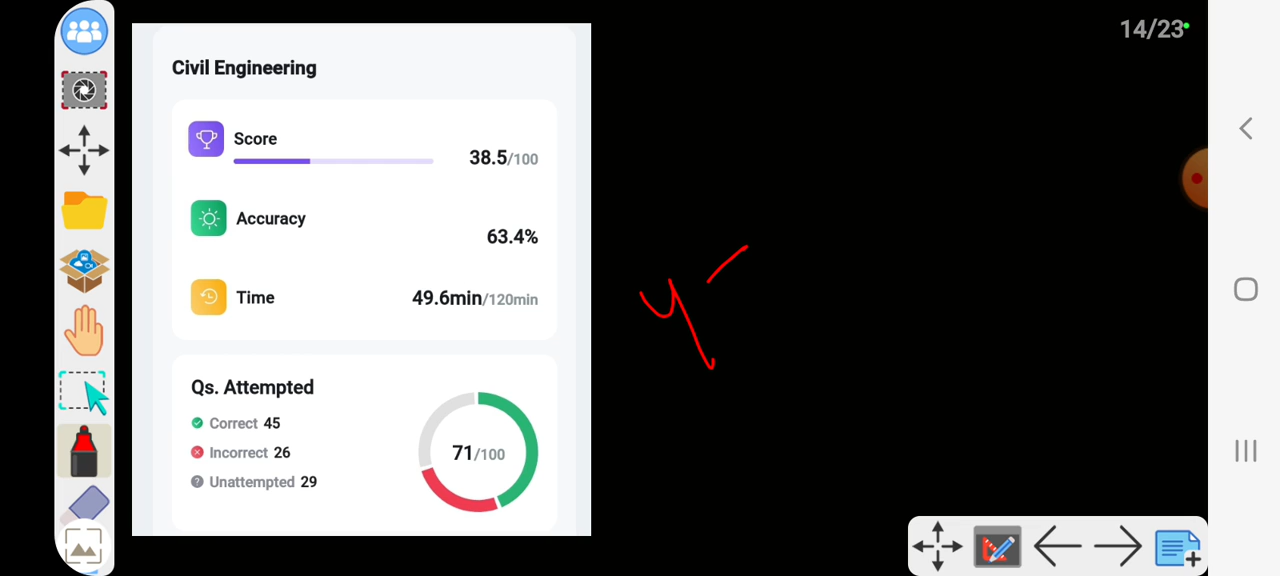 14/23
Civil Engineering
Score
38.5/100
Accuracy
63.4%
Time 49.6min/120min
Qs. Attempted
Correct 45
Incorrect 26
Unattempted 29
71/100